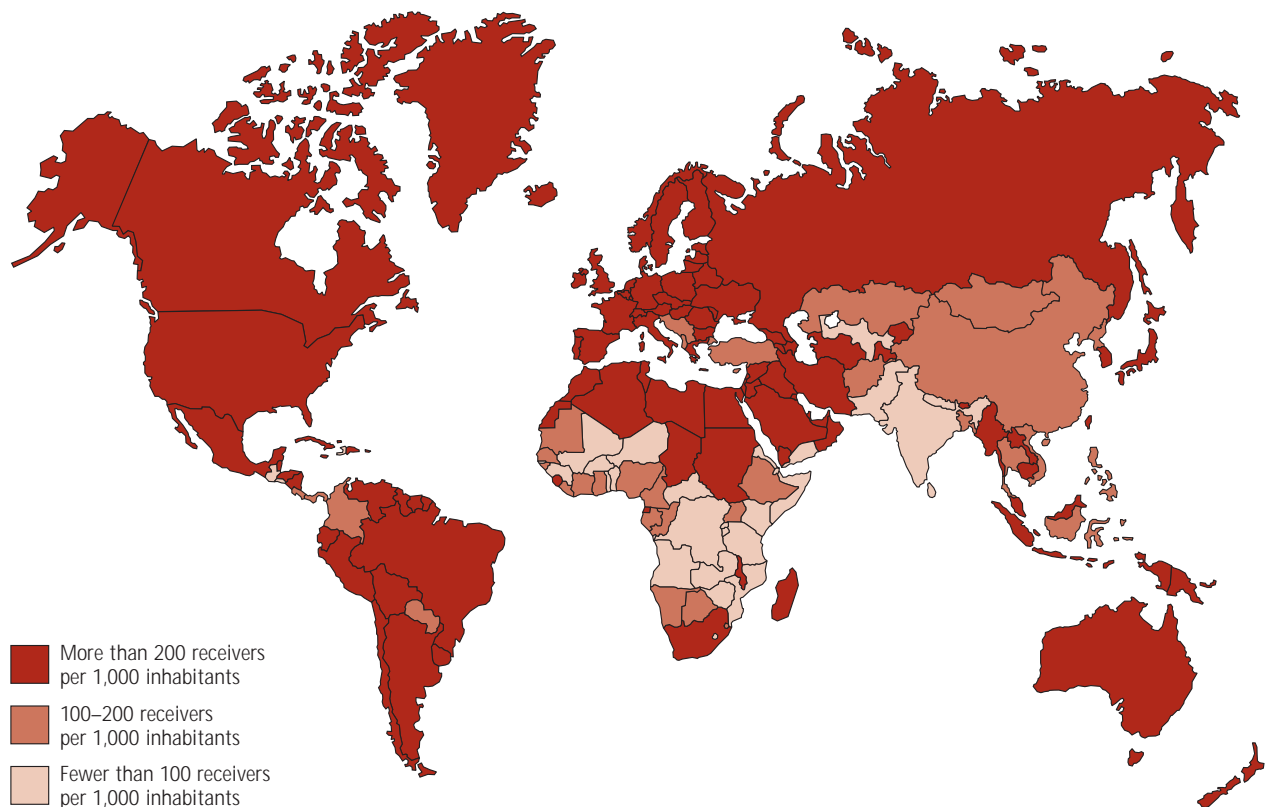 More than 200 receivers
per 1,000 inhabitants
100–200 receivers
per 1,000 inhabitants
Fewer than 100 receivers
per 1,000 inhabitants